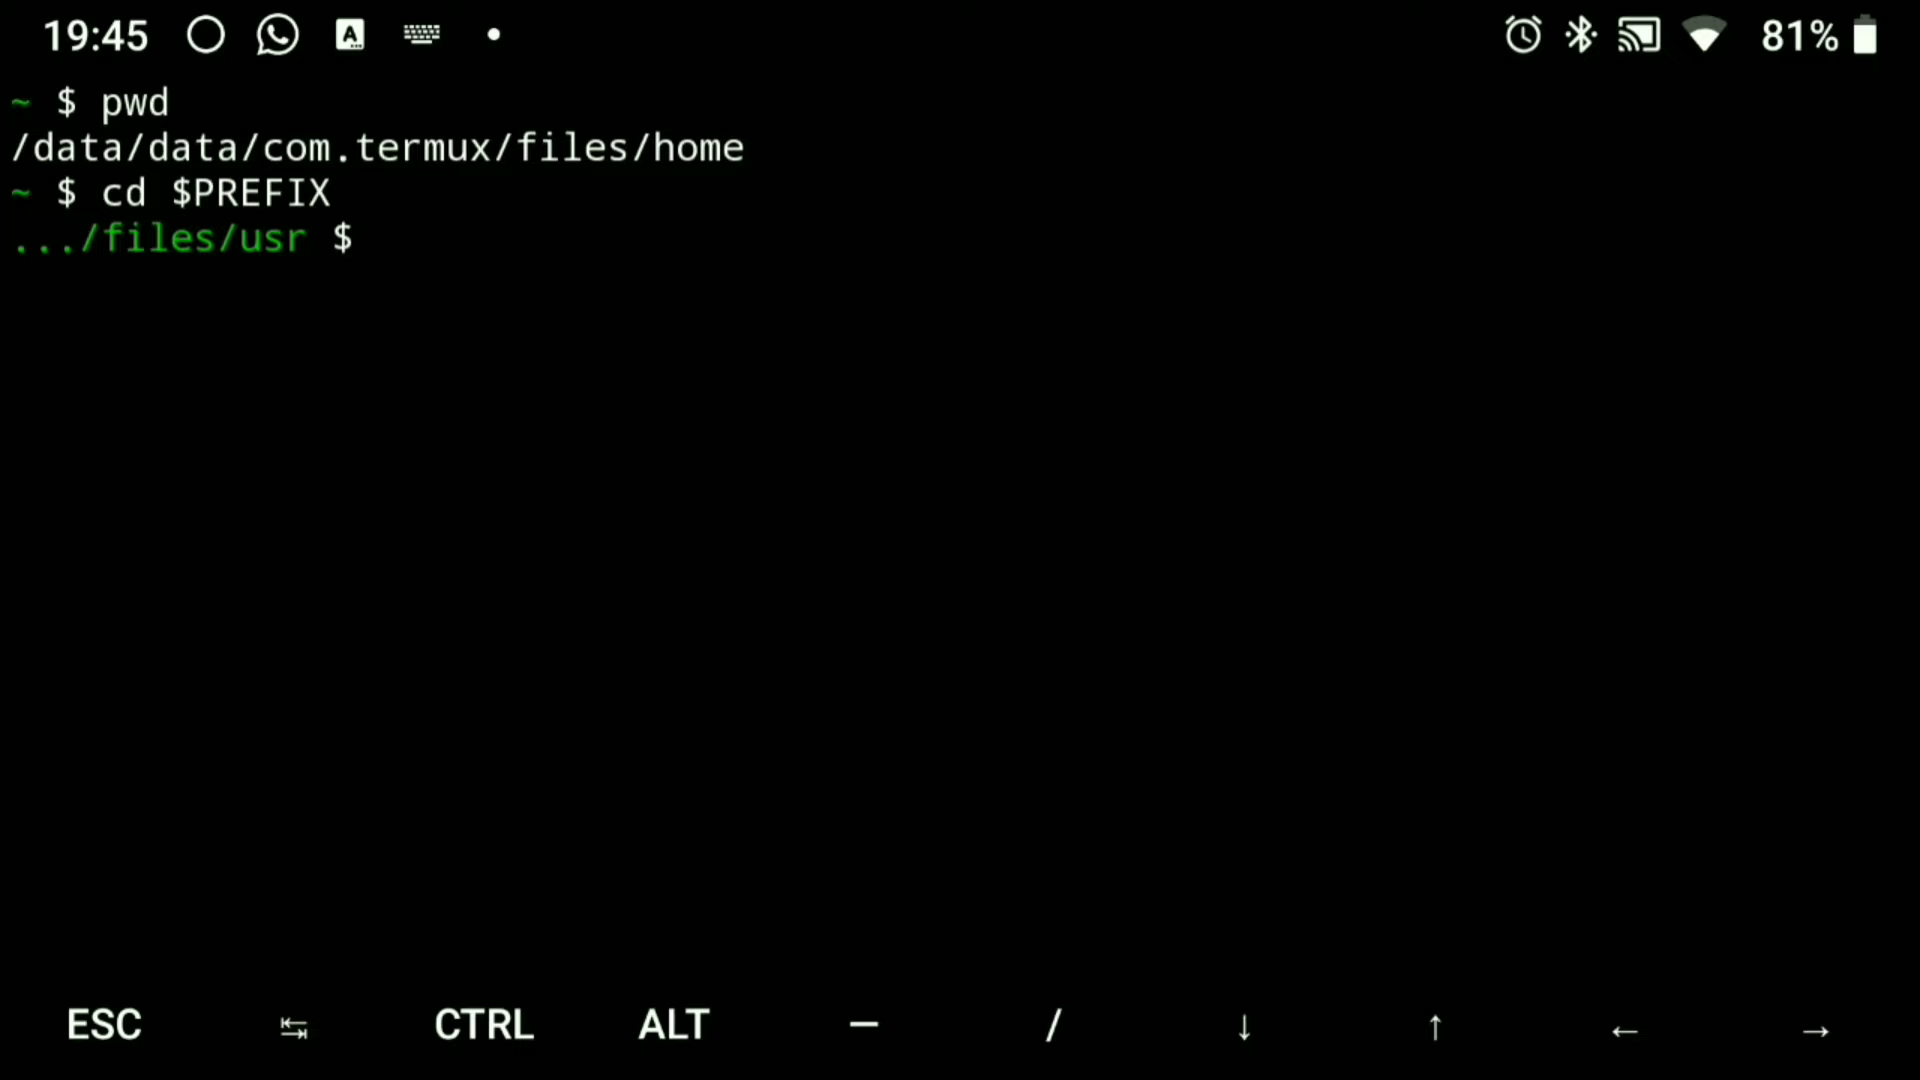 19:45 A 81%
~ $ pwd
/data/data/com.termux/files/home
~ $ cd $PREFIX
.../files/usr $
ESC ↹ CTRL ALT — / ↓ ↑ ← →